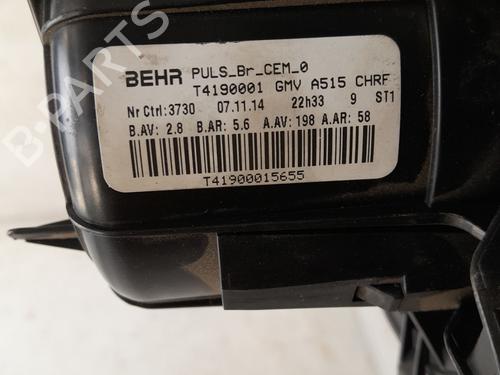 B-PARTS
BEHR PULS_Br_CEM_0
T4190001 GMV A515 CHRF
Nr Ctrl:3730 07.11.14 22h33 9 ST1
B.AV: 2.8 B.AR: 5.6 A.AV: 198 A.AR: 58
T41900015655